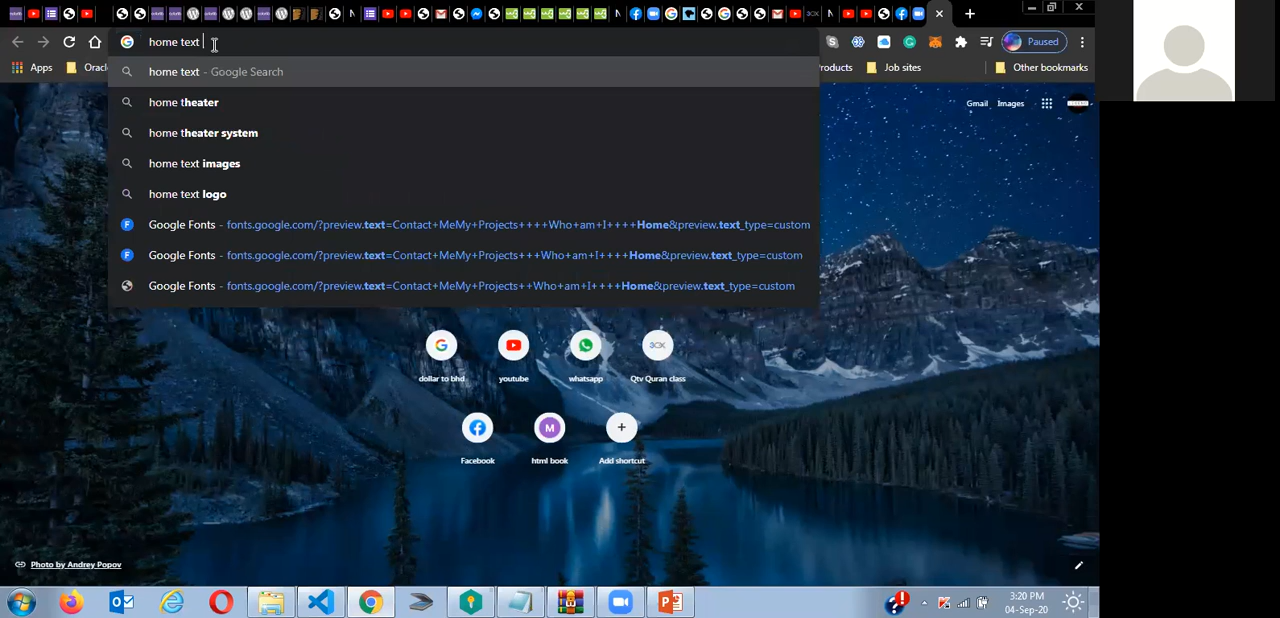 home text
Paused
Apps
Oracl
roducts
Job sites
Other bookmarks
home text - Google Search
home theater
home theater system
home text images
home text logo
Google Fonts - fonts.google.com/?preview.text=Contact+MeMy+Projects++++Who+am+I++++Home&preview.text_type=custom
Google Fonts - fonts.google.com/?preview.text=Contact+MeMy+Projects+++Who+am+I++++Home&preview.text_type=custom
Google Fonts - fonts.google.com/?preview.text=Contact+MeMy+Projects++Who+am+I++++Home&preview.text_type=custom
Gmail
Images
dollar to bhd
youtube
whatsapp
3CX
Qtv Quran class
Facebook
M
html book
Add shortcut
Photo by Andrey Popov
3:20 PM
04-Sep-20